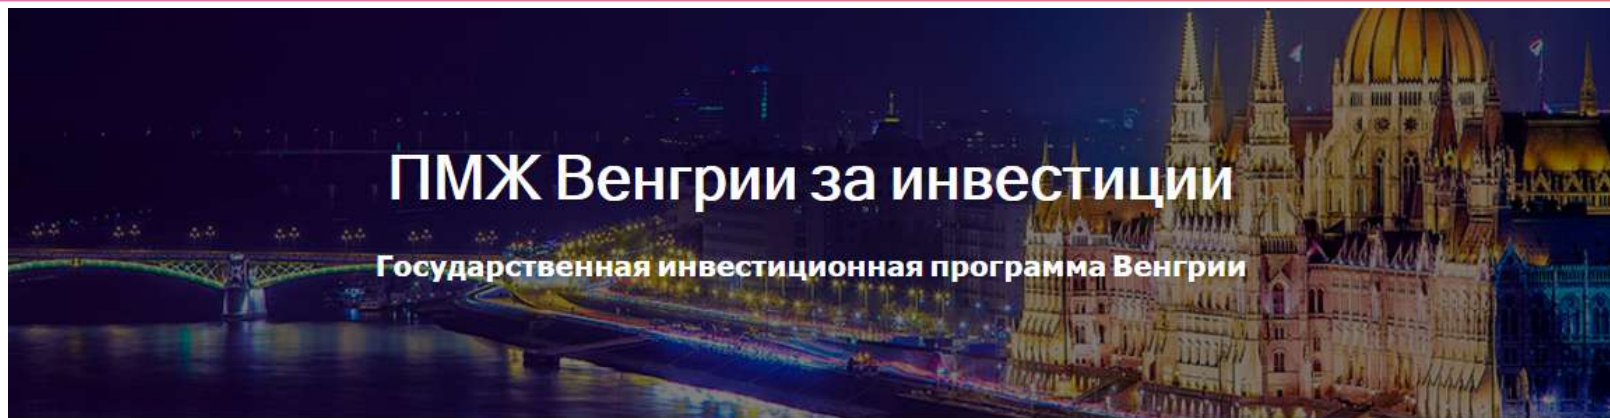 ПМЖ Венгрии за инвестиции
Государственная инвестиционная программа Венгрии